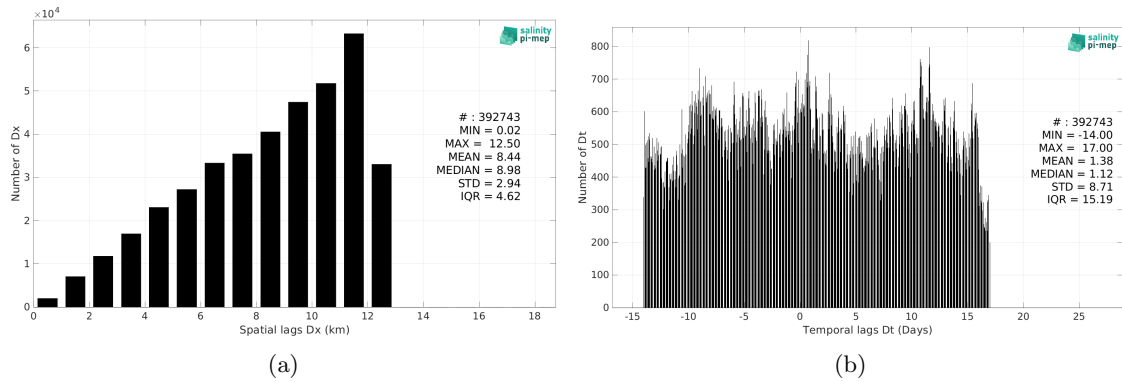 ×10⁴
6
5
4
3
2
1
0
Number of Dx
0 2 4 6 8 10 12 14 16 18
Spatial lags Dx (km)
salinity
pi-mep
# : 392743
MIN = 0.02
MAX = 12.50
MEAN = 8.44
MEDIAN = 8.98
STD = 2.94
IQR = 4.62
(a)
800
700
600
500
400
300
200
100
0
Number of Dt
-15 -10 -5 0 5 10 15 20 25
Temporal lags Dt (Days)
salinity
pi-mep
# : 392743
MIN = -14.00
MAX = 17.00
MEAN = 1.38
MEDIAN = 1.12
STD = 8.71
IQR = 15.19
(b)